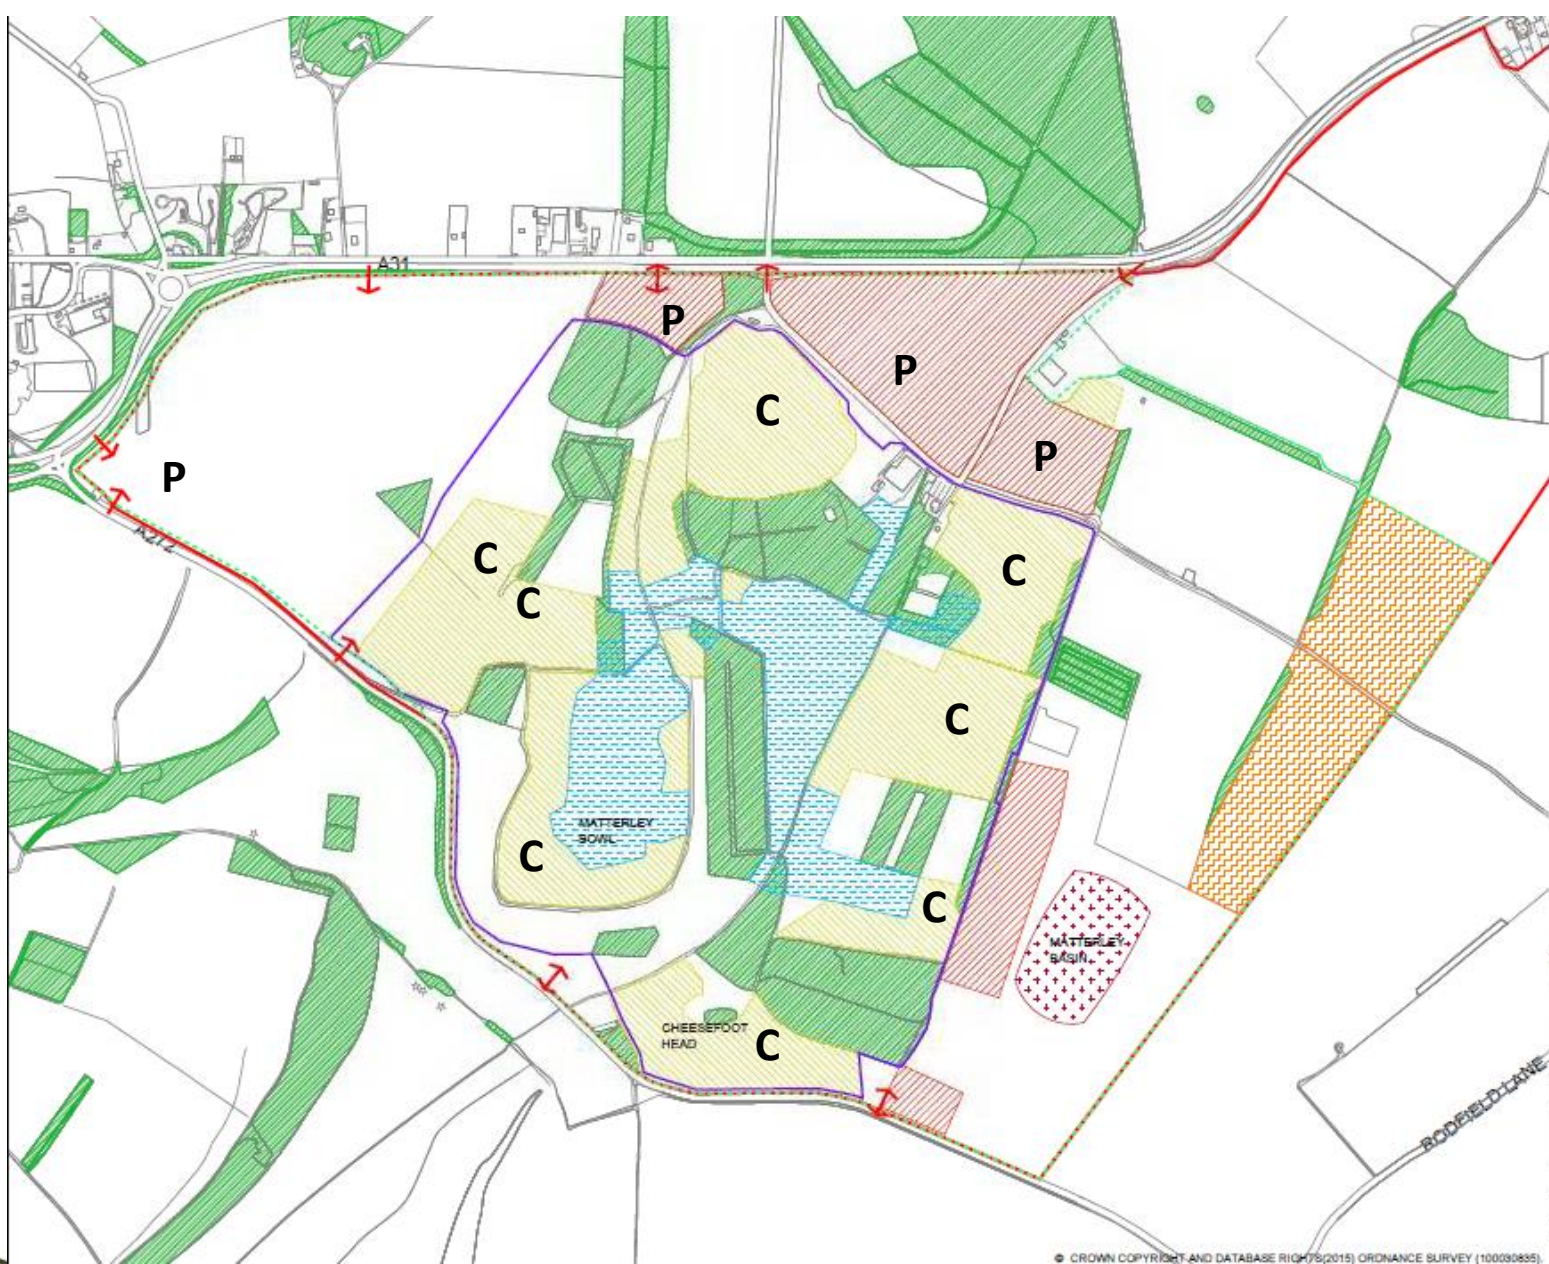 A31
P
P
C
P
P
A272
C
C
C
C
MATTERLEY
BOWL
C
C
MATTERLEY
BASIN
CHEESEFOOT
HEAD
C
RODFIELD LANE
© CROWN COPYRIGHT AND DATABASE RIGHTS(2015) ORDNANCE SURVEY (100030835).